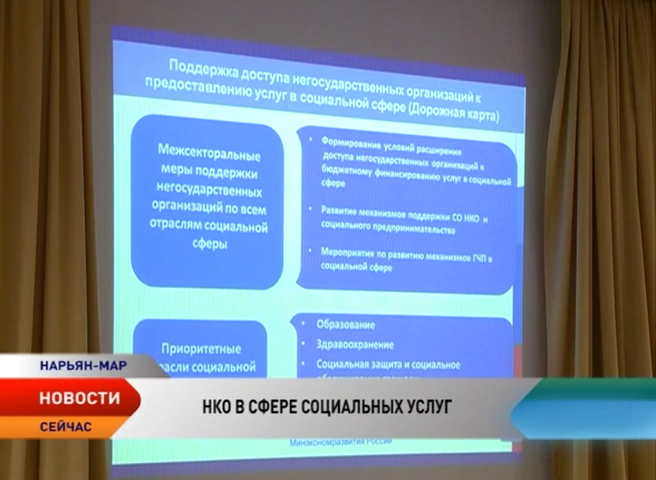 Поддержка доступа негосударственных организаций к
предоставлению услуг в социальной сфере (Дорожная карта)
Межсекторальные
меры поддержки
негосударственных
организаций по всем
отраслям социальной
сферы
• Формирование условий расширения
доступа негосударственных организаций к
бюджетному финансированию услуг в социальной
сфере
• Развитие механизмов поддержки СО НКО и
социального предпринимательства
• Мероприятия по развитию механизмов ГЧП в
социальной сфере
Приоритетные
социальной
• Образование
• Здравоохранение
• Социальная защита и социальное
НАРЬЯН-МАР
НОВОСТИ
СЕЙЧАС
НКО В СФЕРЕ СОЦИАЛЬНЫХ УСЛУГ
Минэкономразвития России